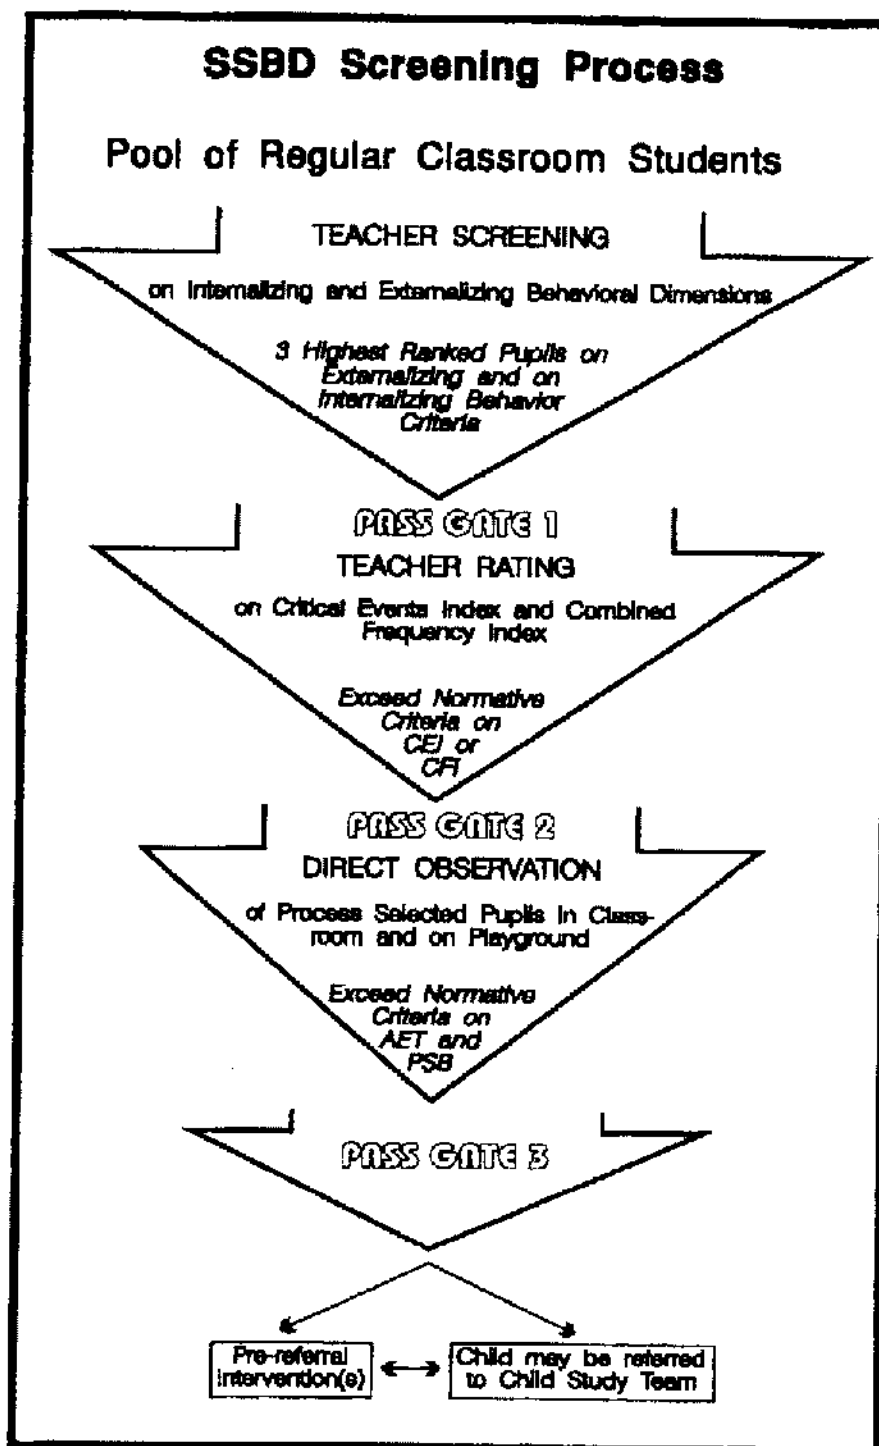 SSBD Screening Process
Pool of Regular Classroom Students
TEACHER SCREENING
on Internalizing and Externalizing Behavioral Dimensions
3 Highest Ranked Pupils on
Externalizing and on
Internalizing Behavior
Criteria
PASS GATE 1
TEACHER RATING
on Critical Events Index and Combined
Frequency Index
Exceed Normative
Criteria on
CEI or
CFI
PASS GATE 2
DIRECT OBSERVATION
of Process Selected Pupils in Class-
room and on Playground
Exceed Normative
Criteria on
AET and
PSB
PASS GATE 3
Pre-referral
Intervention(s)
Child may be referred
to Child Study Team